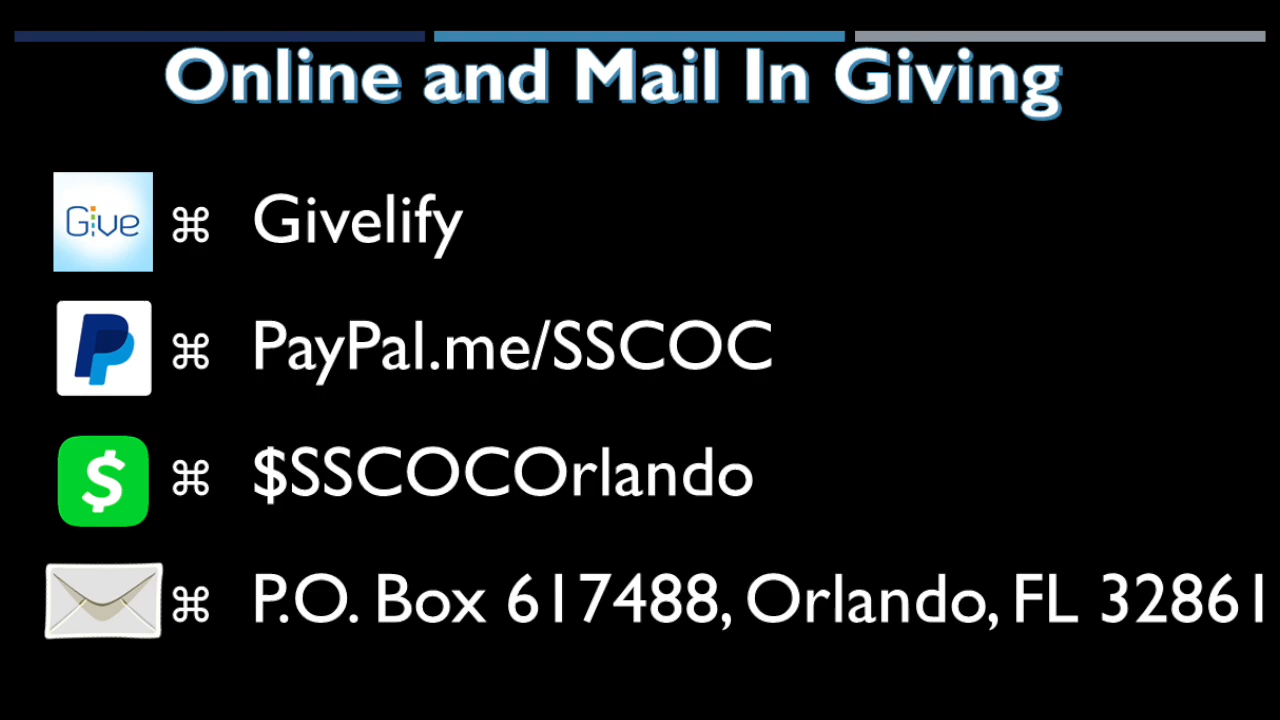 Online and Mail In Giving
Give ⌘ Givelify
⌘ PayPal.me/SSCOC
$ ⌘ $SSCOCOrlando
⌘ P.O. Box 617488, Orlando, FL 32861